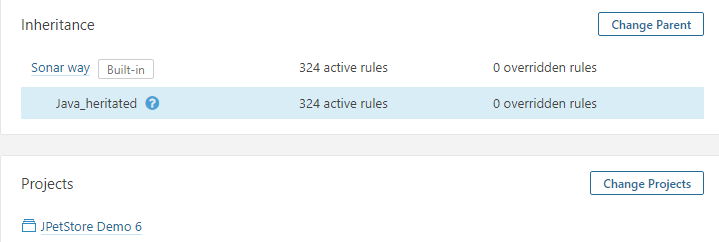 Inheritance Change Parent
Sonar way Built-in 324 active rules 0 overridden rules
Java_heritated ? 324 active rules 0 overridden rules
Projects Change Projects
JPetStore Demo 6